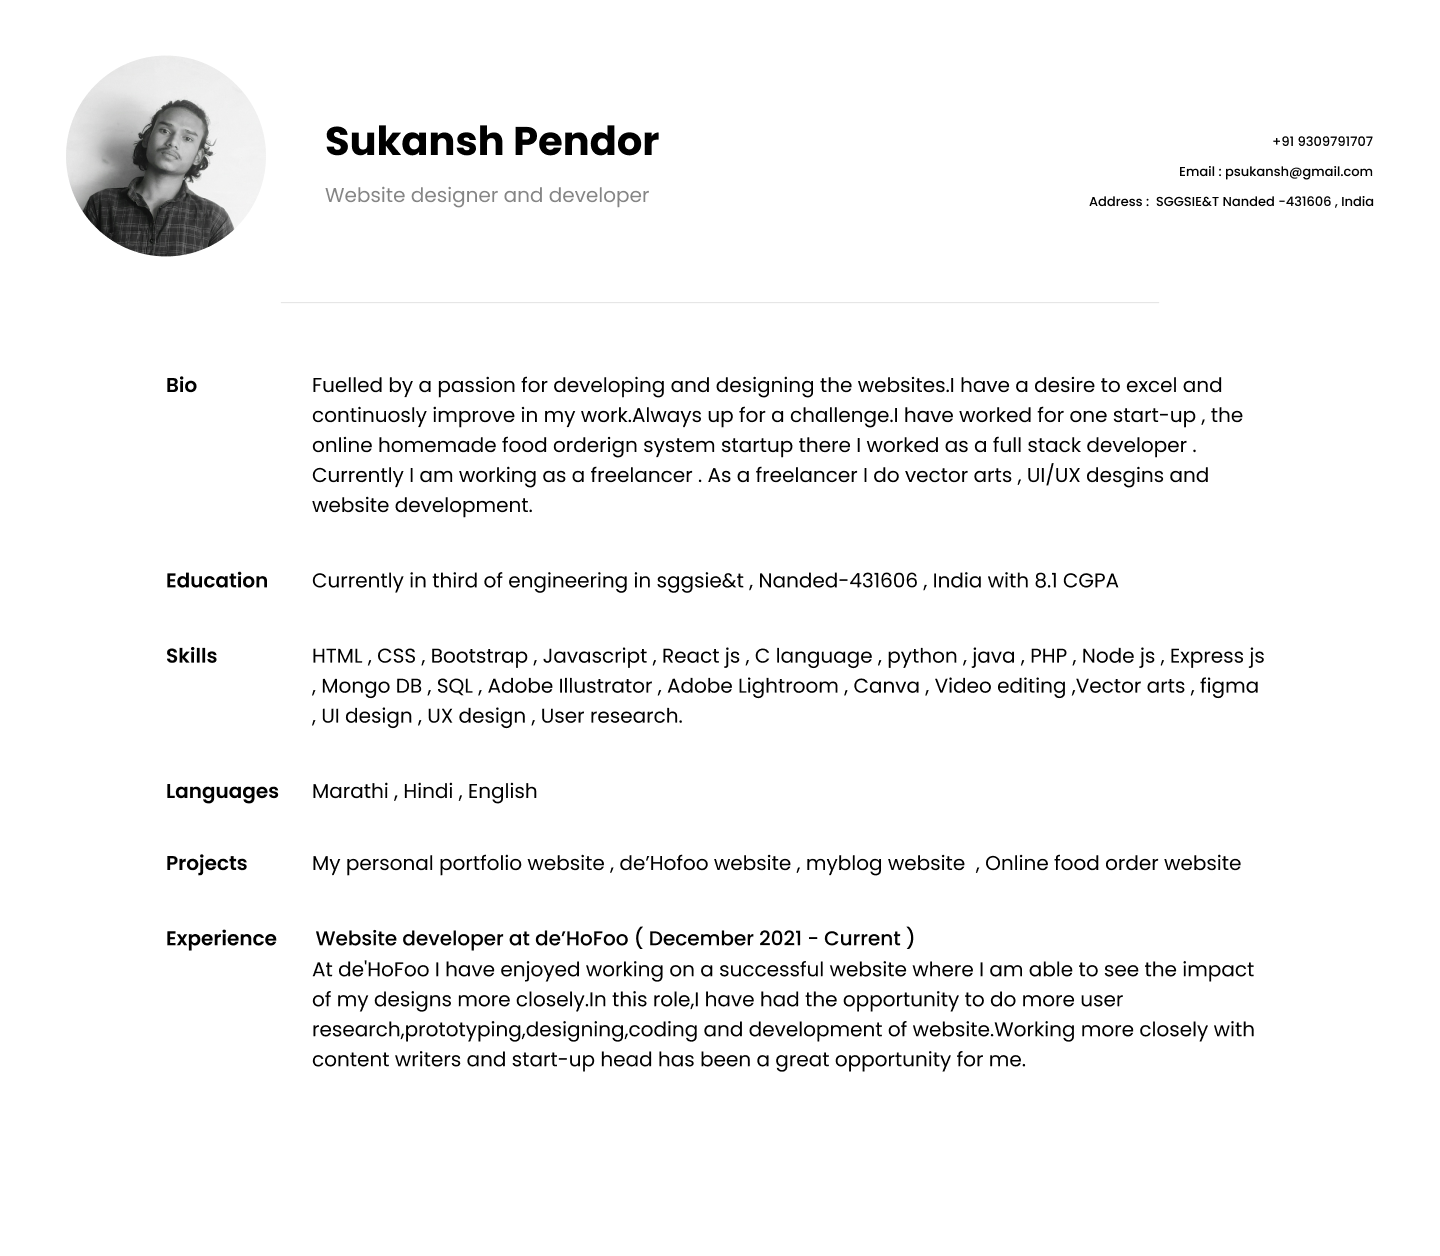 Sukansh Pendor
Website designer and developer
+91 9309791707
Email : psukansh@gmail.com
Address :  SGGSIE&T Nanded -431606 , India
Bio
Fuelled by a passion for developing and designing the websites.I have a desire to excel and
continuosly improve in my work.Always up for a challenge.I have worked for one start-up , the
online homemade food orderign system startup there I worked as a full stack developer .
Currently I am working as a freelancer . As a freelancer I do vector arts , UI/UX desgins and
website development.
Education
Currently in third of engineering in sggsie&t , Nanded-431606 , India with 8.1 CGPA
Skills
HTML , CSS , Bootstrap , Javascript , React js , C language , python , java , PHP , Node js , Express js
, Mongo DB , SQL , Adobe Illustrator , Adobe Lightroom , Canva , Video editing ,Vector arts , figma
, UI design , UX design , User research.
Languages
Marathi , Hindi , English
Projects
My personal portfolio website , de’Hofoo website , myblog website  , Online food order website
Experience
Website developer at de’HoFoo ( December 2021 - Current )
At de'HoFoo I have enjoyed working on a successful website where I am able to see the impact
of my designs more closely.In this role,I have had the opportunity to do more user
research,prototyping,designing,coding and development of website.Working more closely with
content writers and start-up head has been a great opportunity for me.